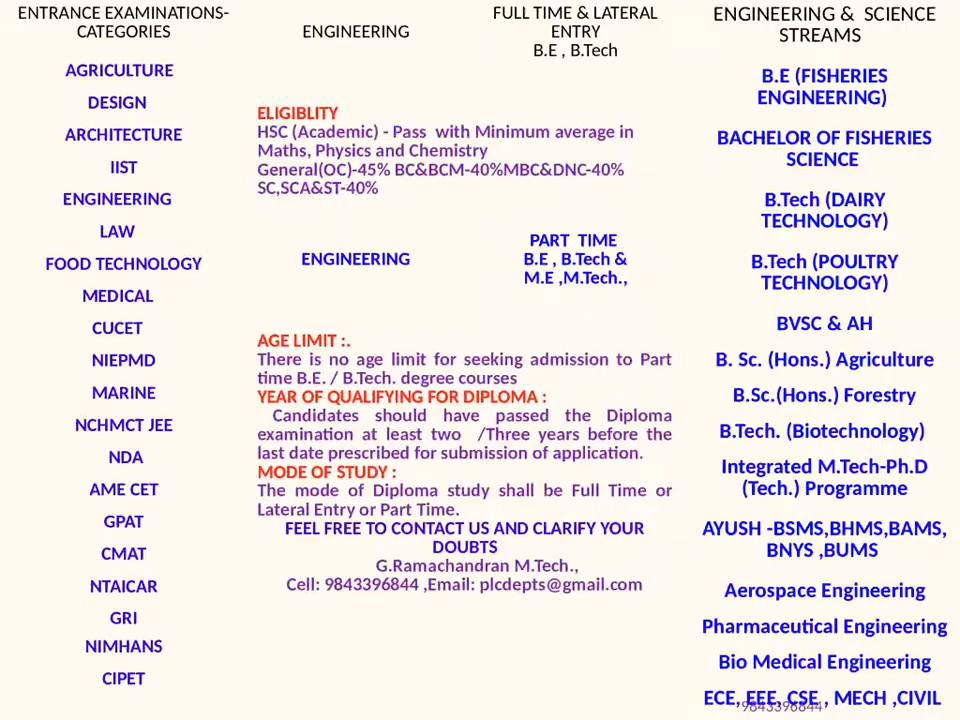 ENTRANCE EXAMINATIONS-
CATEGORIES
AGRICULTURE
DESIGN
ARCHITECTURE
IIST
ENGINEERING
LAW
FOOD TECHNOLOGY
MEDICAL
CUCET
NIEPMD
MARINE
NCHMCT JEE
NDA
AME CET
GPAT
CMAT
NTAICAR
GRI
NIMHANS
CIPET
ENGINEERING
FULL TIME & LATERAL
ENTRY
B.E , B.Tech
ELIGIBLITY
HSC (Academic) - Pass with Minimum average in
Maths, Physics and Chemistry
General(OC)-45% BC&BCM-40%MBC&DNC-40%
SC,SCA&ST-40%
ENGINEERING
PART TIME
B.E , B.Tech &
M.E ,M.Tech.,
AGE LIMIT :.
There is no age limit for seeking admission to Part
time B.E. / B.Tech. degree courses
YEAR OF QUALIFYING FOR DIPLOMA :
Candidates should have passed the Diploma
examination at least two /Three years before the
last date prescribed for submission of application.
MODE OF STUDY :
The mode of Diploma study shall be Full Time or
Lateral Entry or Part Time.
FEEL FREE TO CONTACT US AND CLARIFY YOUR
DOUBTS
G.Ramachandran M.Tech.,
Cell: 9843396844 ,Email: plcdepts@gmail.com
ENGINEERING & SCIENCE
STREAMS
B.E (FISHERIES
ENGINEERING)
BACHELOR OF FISHERIES
SCIENCE
B.Tech (DAIRY
TECHNOLOGY)
B.Tech (POULTRY
TECHNOLOGY)
BVSC & AH
B. Sc. (Hons.) Agriculture
B.Sc.(Hons.) Forestry
B.Tech. (Biotechnology)
Integrated M.Tech-Ph.D
(Tech.) Programme
AYUSH -BSMS,BHMS,BAMS,
BNYS ,BUMS
Aerospace Engineering
Pharmaceutical Engineering
Bio Medical Engineering
ECE, EEE, CSE , MECH ,CIVIL
9843396844